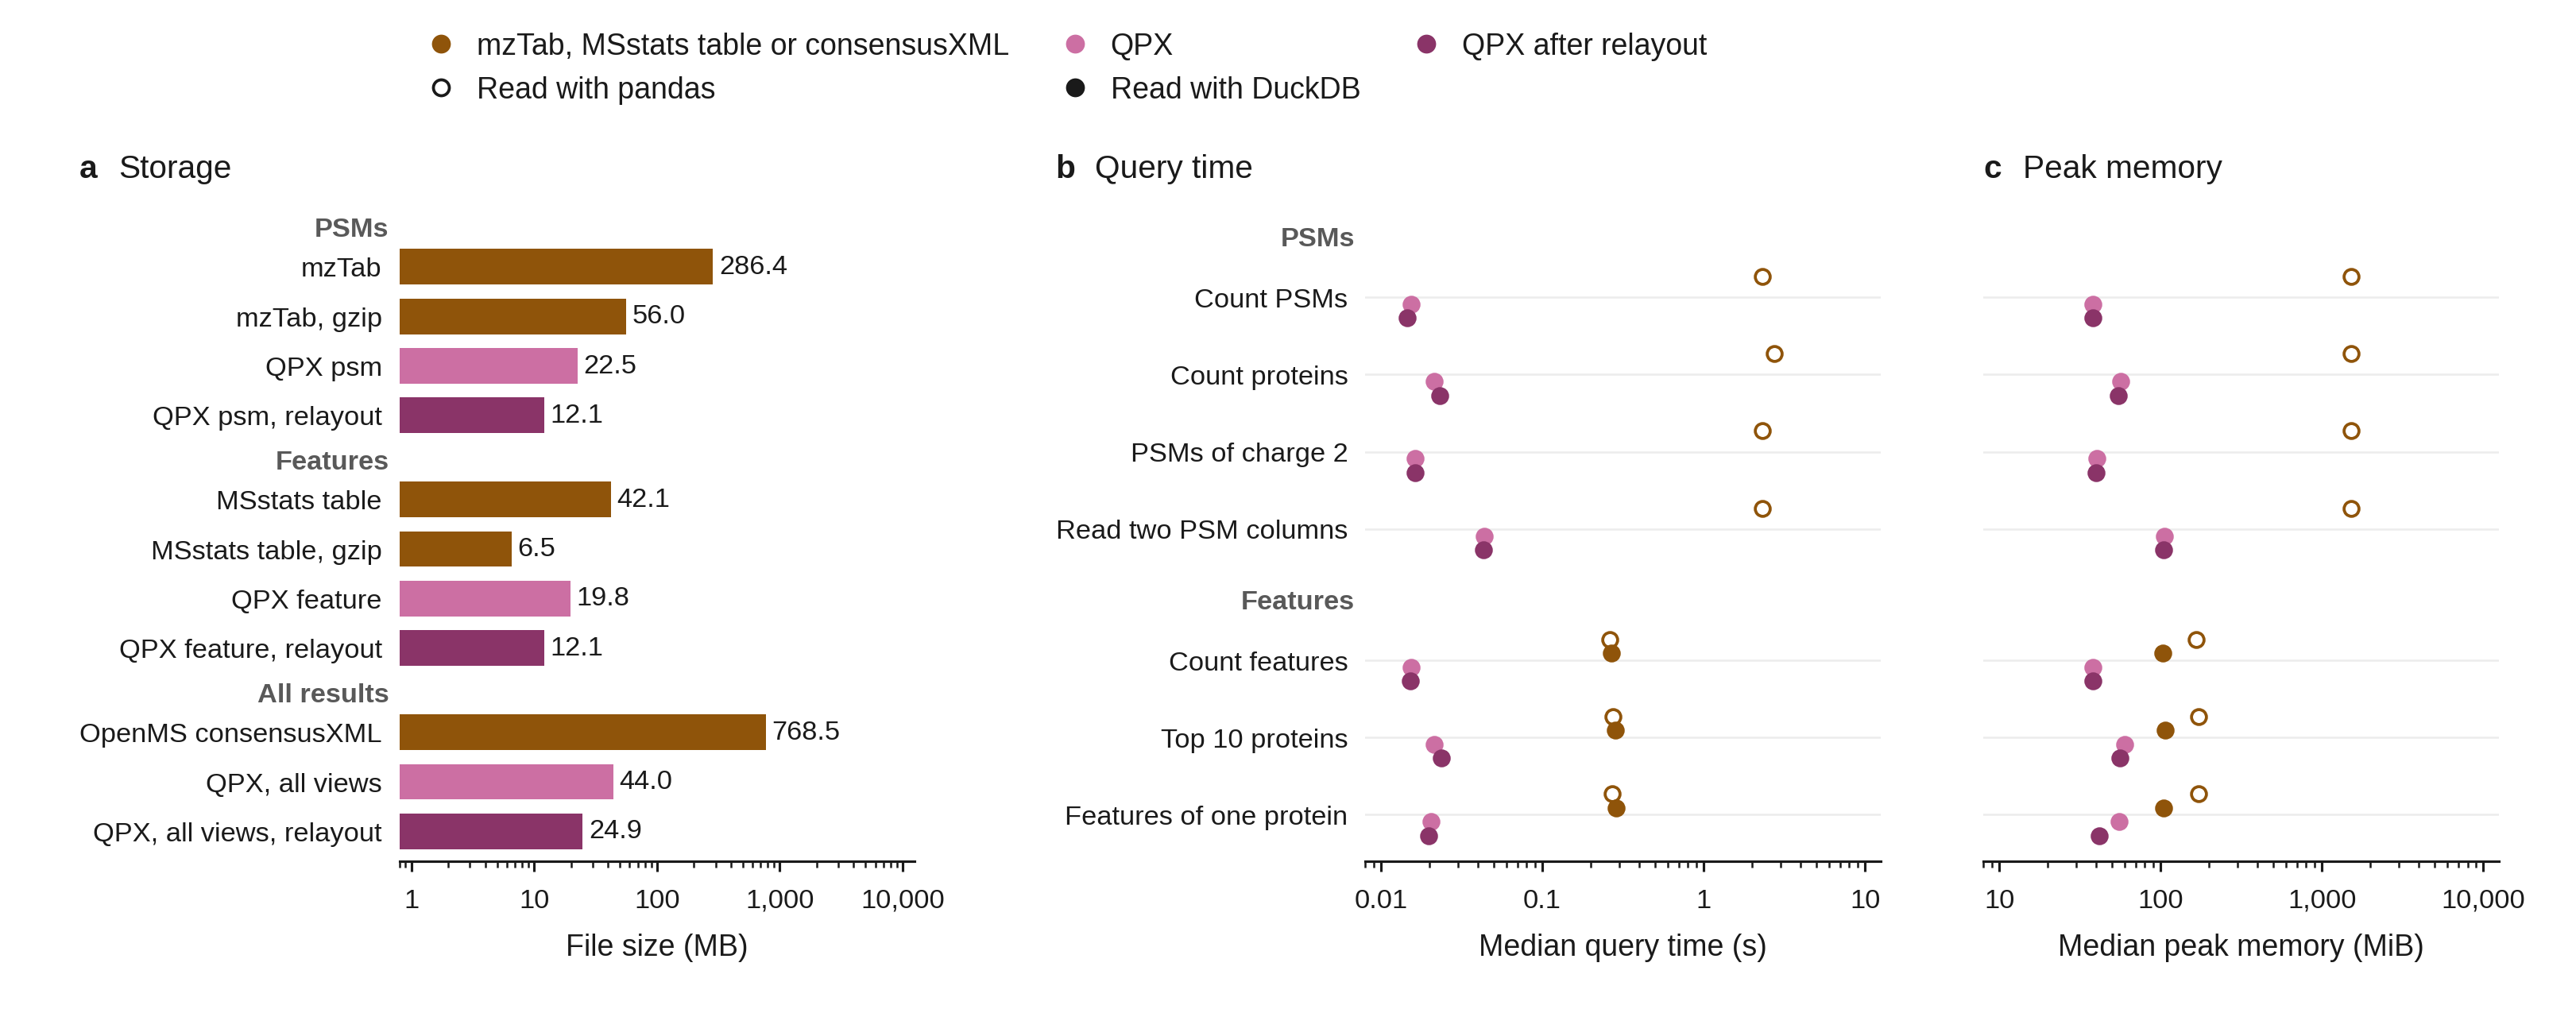 mzTab, MSstats table or consensusXML
QPX
QPX after relayout
Read with pandas
Read with DuckDB
a Storage
PSMs
mzTab
286.4
mzTab, gzip
56.0
QPX psm
22.5
QPX psm, relayout
12.1
Features
MSstats table
42.1
MSstats table, gzip
6.5
QPX feature
19.8
QPX feature, relayout
12.1
All results
OpenMS consensusXML
768.5
QPX, all views
44.0
QPX, all views, relayout
24.9
1 10 100 1,000 10,000
File size (MB)
b Query time
PSMs
Count PSMs
Count proteins
PSMs of charge 2
Read two PSM columns
Features
Count features
Top 10 proteins
Features of one protein
0.01 0.1 1 10
Median query time (s)
c Peak memory
10 100 1,000 10,000
Median peak memory (MiB)